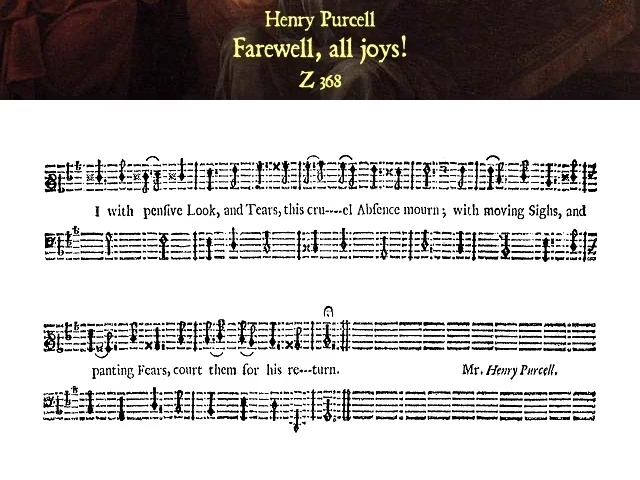 Henry Purcell
Farewell, all joys!
Z 368
I with penſive Look, and Tears, this cru----el Abſence mourn; with moving Sighs, and
panting Fears, court them for his re---turn.
Mr. Henry Purcell.